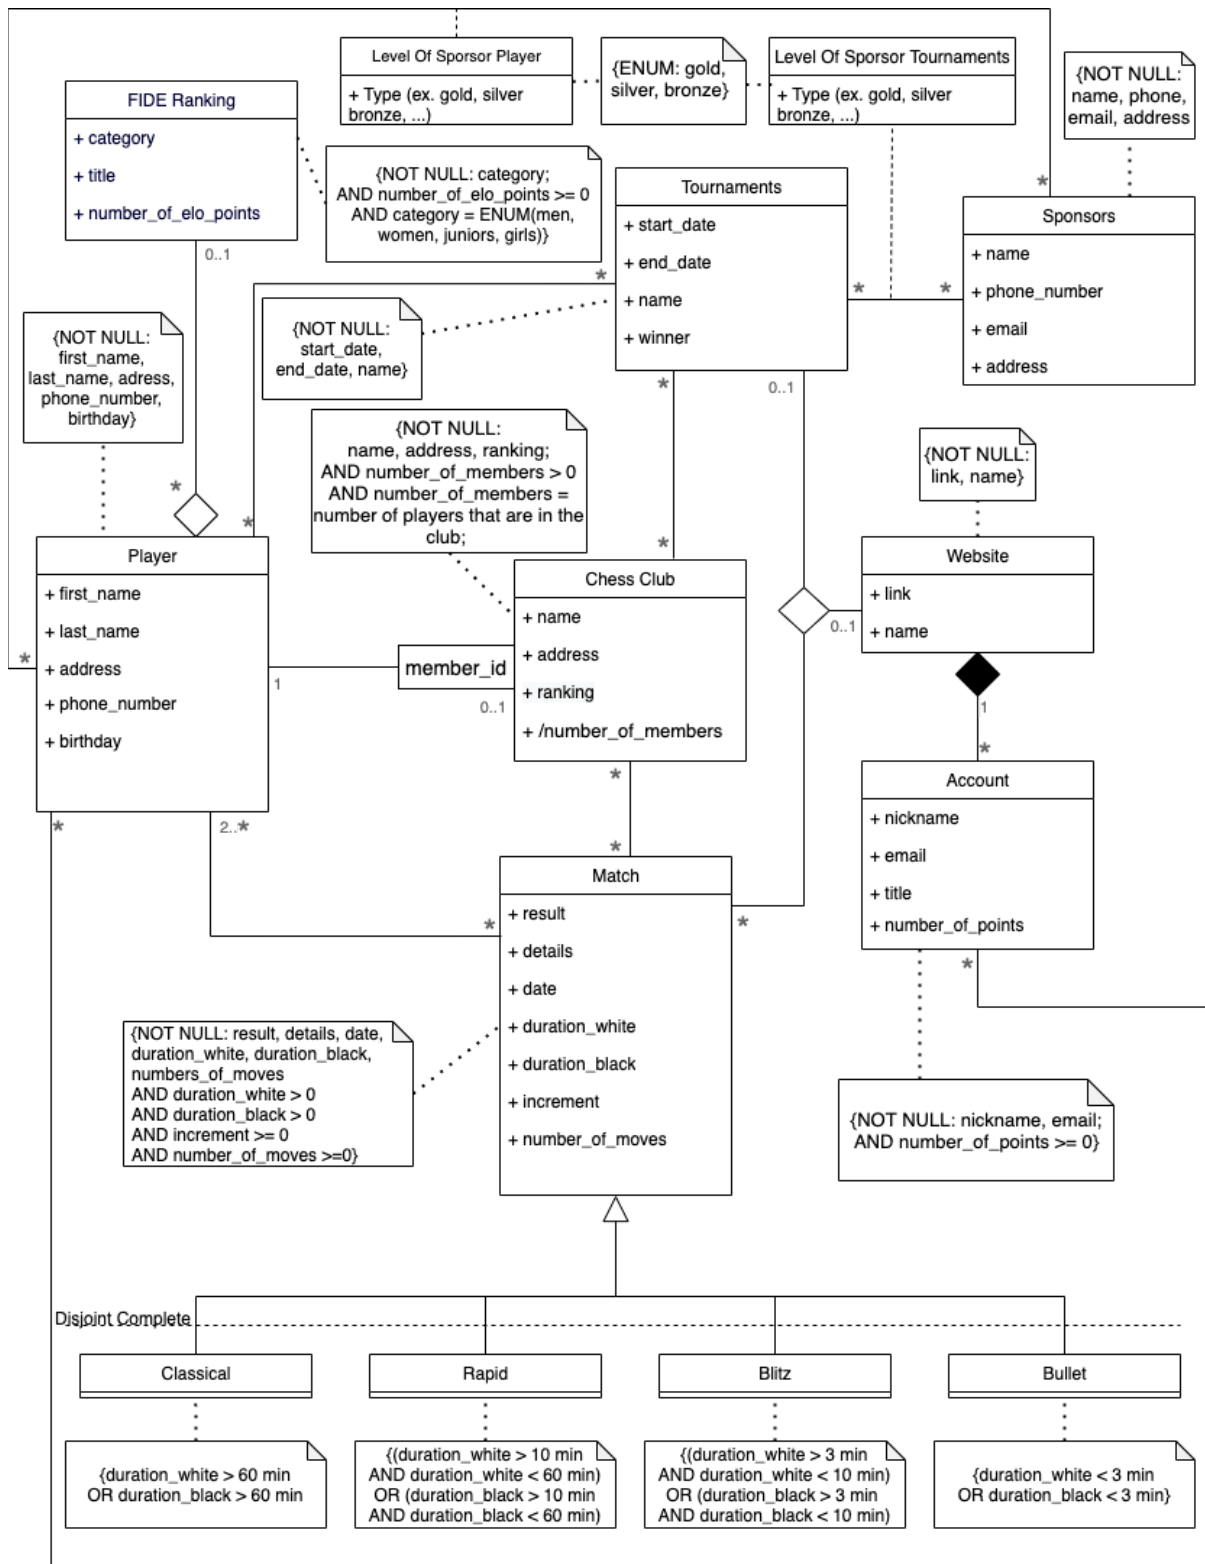 Level Of Sporsor Player
+ Type (ex. gold, silver
bronze, ...)
{ENUM: gold,
silver, bronze}
Level Of Sporsor Tournaments
+ Type (ex. gold, silver
bronze, ...)
{NOT NULL:
name, phone,
email, address
FIDE Ranking
+ category
+ title
+ number_of_elo_points
0..1
{NOT NULL: category;
AND number_of_elo_points >= 0
AND category = ENUM(men,
women, juniors, girls)}
*
Tournaments
+ start_date
+ end_date
+ name
+ winner
*
*
*
Sponsors
+ name
+ phone_number
+ email
+ address
{NOT NULL:
first_name,
last_name, adress,
phone_number,
birthday}
{NOT NULL:
start_date,
end_date, name}
*
0..1
{NOT NULL:
name, address, ranking;
AND number_of_members > 0
AND number_of_members =
number of players that are in the
club;
{NOT NULL:
link, name}
*
*
*
Player
+ first_name
+ last_name
+ address
+ phone_number
+ birthday
*
1
member_id
0..1
Chess Club
+ name
+ address
+ ranking
+ /number_of_members
0..1
Website
+ link
+ name
1
*
*
2..*
*
*
Account
+ nickname
+ email
+ title
+ number_of_points
*
Match
+ result
+ details
+ date
+ duration_white
+ duration_black
+ increment
+ number_of_moves
*
*
{NOT NULL: result, details, date,
duration_white, duration_black,
numbers_of_moves
AND duration_white > 0
AND duration_black > 0
AND increment >= 0
AND number_of_moves >=0}
{NOT NULL: nickname, email;
AND number_of_points >= 0}
Disjoint Complete
Classical
Rapid
Blitz
Bullet
{duration_white > 60 min
OR duration_black > 60 min
{(duration_white > 10 min
AND duration_white < 60 min)
OR (duration_black > 10 min
AND duration_black < 60 min)
{(duration_white > 3 min
AND duration_white < 10 min)
OR (duration_black > 3 min
AND duration_black < 10 min)
{duration_white < 3 min
OR duration_black < 3 min}